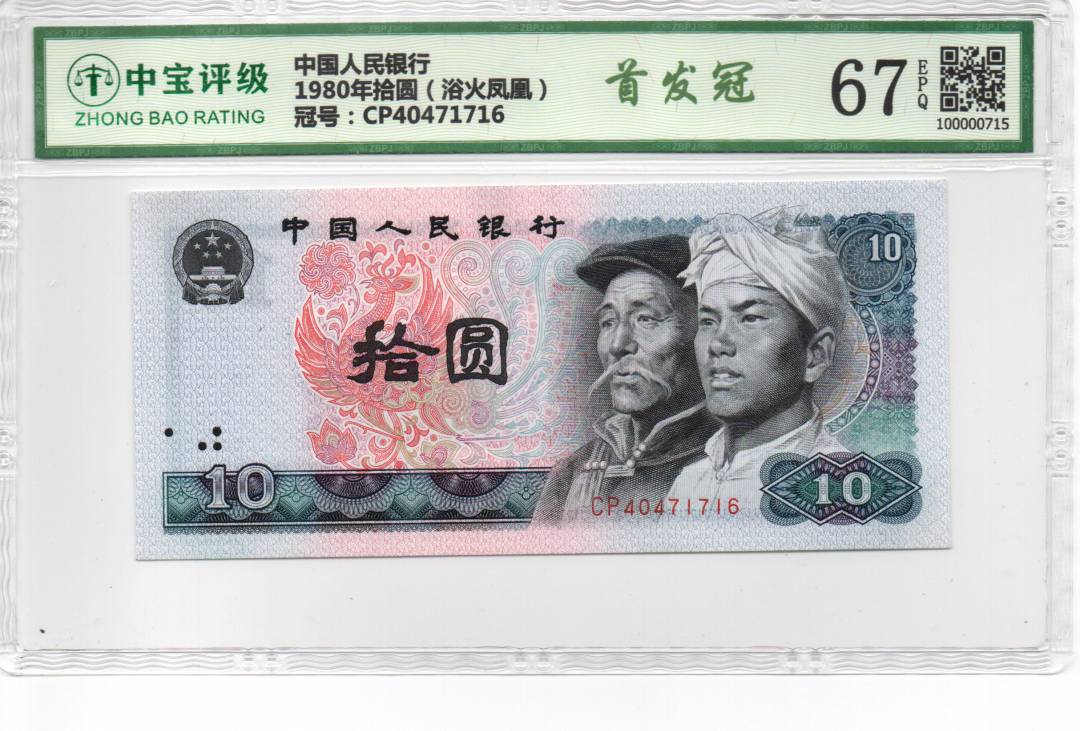 中宝评级
ZHONG BAO RATING
中国人民银行
1980年拾圆（浴火凤凰）
冠号：CP40471716
首发冠
67
EPQ
100000715
中国人民银行
拾圆
10
10
CP40471716
10